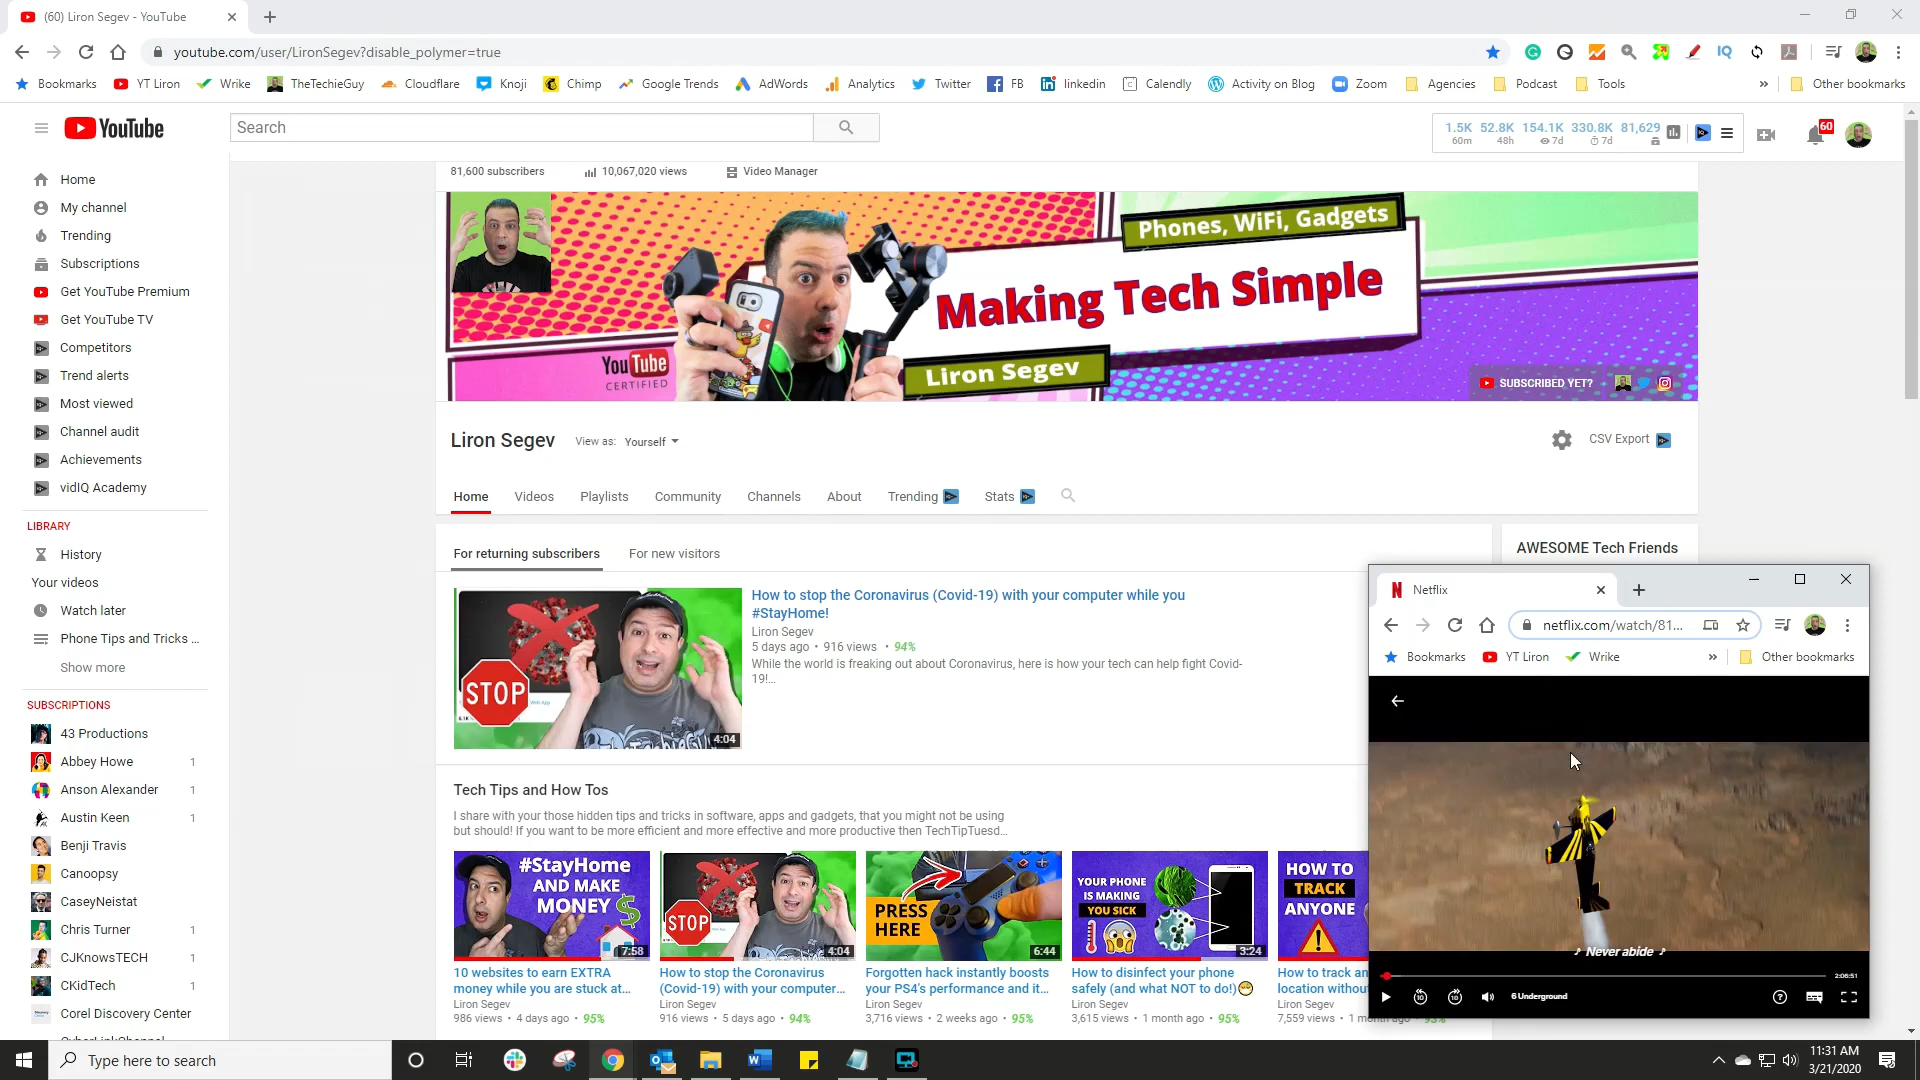 (60) Liron Segev - YouTube
youtube.com/user/LironSegev?disable_polymer=true
Bookmarks YT Liron Wrike TheTechieGuy Cloudflare Knoji Chimp Google Trends AdWords Analytics Twitter FB linkedin Calendly Activity on Blog Zoom Agencies Podcast Tools » Other bookmarks
YouTube
Search
1.5K 52.8K 154.1K 330.8K 81,629
60m 48h 7d 7d
60
Home
My channel
Trending
Subscriptions
Get YouTube Premium
Get YouTube TV
Competitors
Trend alerts
Most viewed
Channel audit
Achievements
vidIQ Academy
LIBRARY
History
Your videos
Watch later
Phone Tips and Tricks ...
Show more
SUBSCRIPTIONS
43 Productions
Abbey Howe 1
Anson Alexander 1
Austin Keen 1
Benji Travis
Canoopsy
CaseyNeistat
Chris Turner 1
CJKnowsTECH 1
CKidTech 1
Corel Discovery Center
81,600 subscribers 10,067,020 views Video Manager
Phones, WiFi, Gadgets
Making Tech Simple
YouTube
CERTIFIED
Liron Segev
SUBSCRIBED YET?
Liron Segev View as: Yourself
CSV Export
Home Videos Playlists Community Channels About Trending Stats
For returning subscribers For new visitors
AWESOME Tech Friends
STOP
4:04
How to stop the Coronavirus (Covid-19) with your computer while you
#StayHome!
Liron Segev
5 days ago • 916 views • 94%
While the world is freaking out about Coronavirus, here is how your tech can help fight Covid-
19!...
Tech Tips and How Tos
I share with your those hidden tips and tricks in software, apps and gadgets, that you might not be using
but should! If you want to be more efficient and more effective and more productive then TechTipTuesd...
#StayHome
AND MAKE
MONEY
7:58
10 websites to earn EXTRA
money while you are stuck at...
Liron Segev
986 views • 4 days ago • 95%
STOP
4:04
How to stop the Coronavirus
(Covid-19) with your computer...
Liron Segev
916 views • 5 days ago • 94%
PRESS
HERE
6:44
Forgotten hack instantly boosts
your PS4's performance and it...
Liron Segev
3,716 views • 2 weeks ago • 95%
YOUR PHONE
IS MAKING
YOU SICK
3:24
How to disinfect your phone
safely (and what NOT to do!)
Liron Segev
3,615 views • 1 month ago • 95%
HOW TO
TRACK
ANYONE
How to track an
location withou
Liron Segev
7,559 views • 1 month ago • 93%
Netflix
netflix.com/watch/81...
Bookmarks YT Liron Wrike » Other bookmarks
♪ Never abide ♪
2:06:51
10 10 6 Underground
Type here to search
11:31 AM
3/21/2020